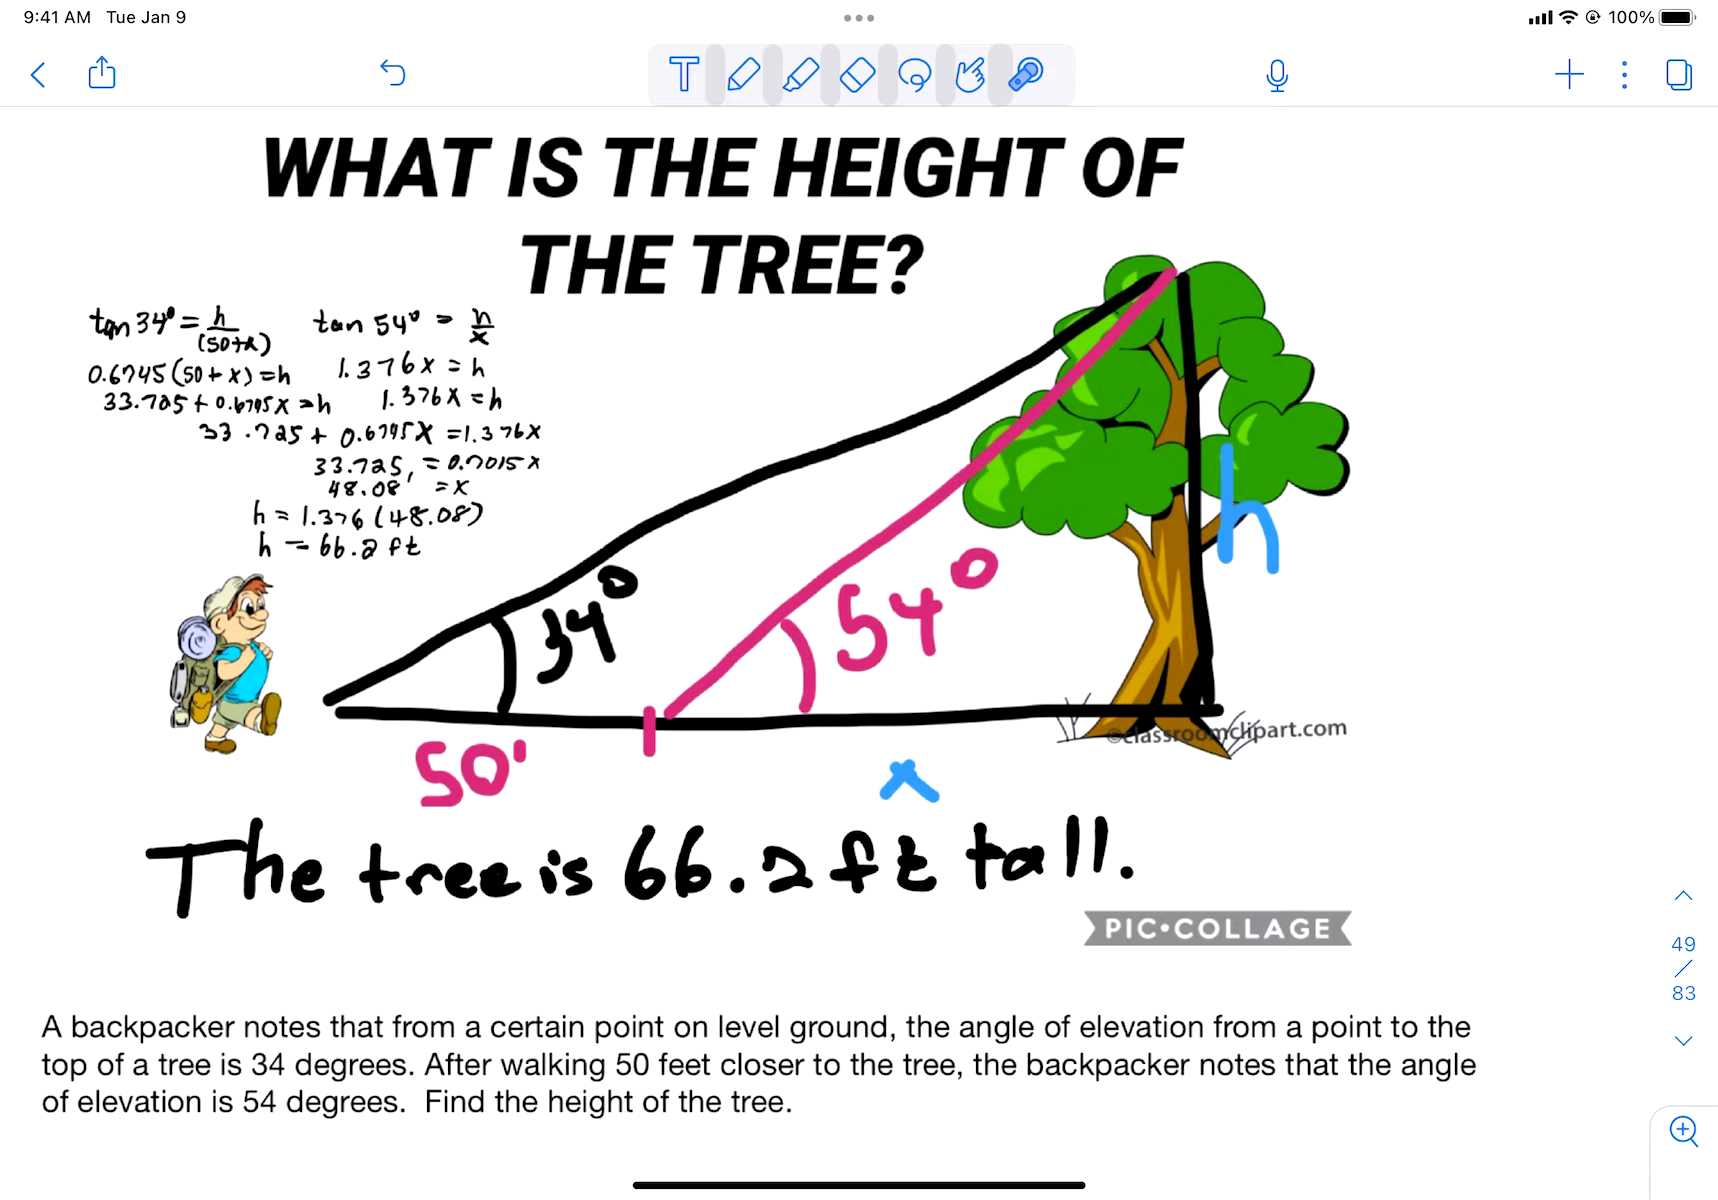 9:41 AM Tue Jan 9
100%
WHAT IS THE HEIGHT OF
THE TREE?
tan 34° = h/(50+x)
tan 54° = h/x
0.6745(50+x)=h
1.376x = h
33.725+0.6745x=h
1.376x=h
33.725+ 0.6745x =1.376x
33.725, = 0.7015x
48.08' =x
h = 1.376(48.08)
h = 66.2 ft
34°
54°
h
50'
x
©classroomclipart.com
The tree is 66.2 ft tall.
PIC•COLLAGE
49
/
83
A backpacker notes that from a certain point on level ground, the angle of elevation from a point to the
top of a tree is 34 degrees. After walking 50 feet closer to the tree, the backpacker notes that the angle
of elevation is 54 degrees.  Find the height of the tree.